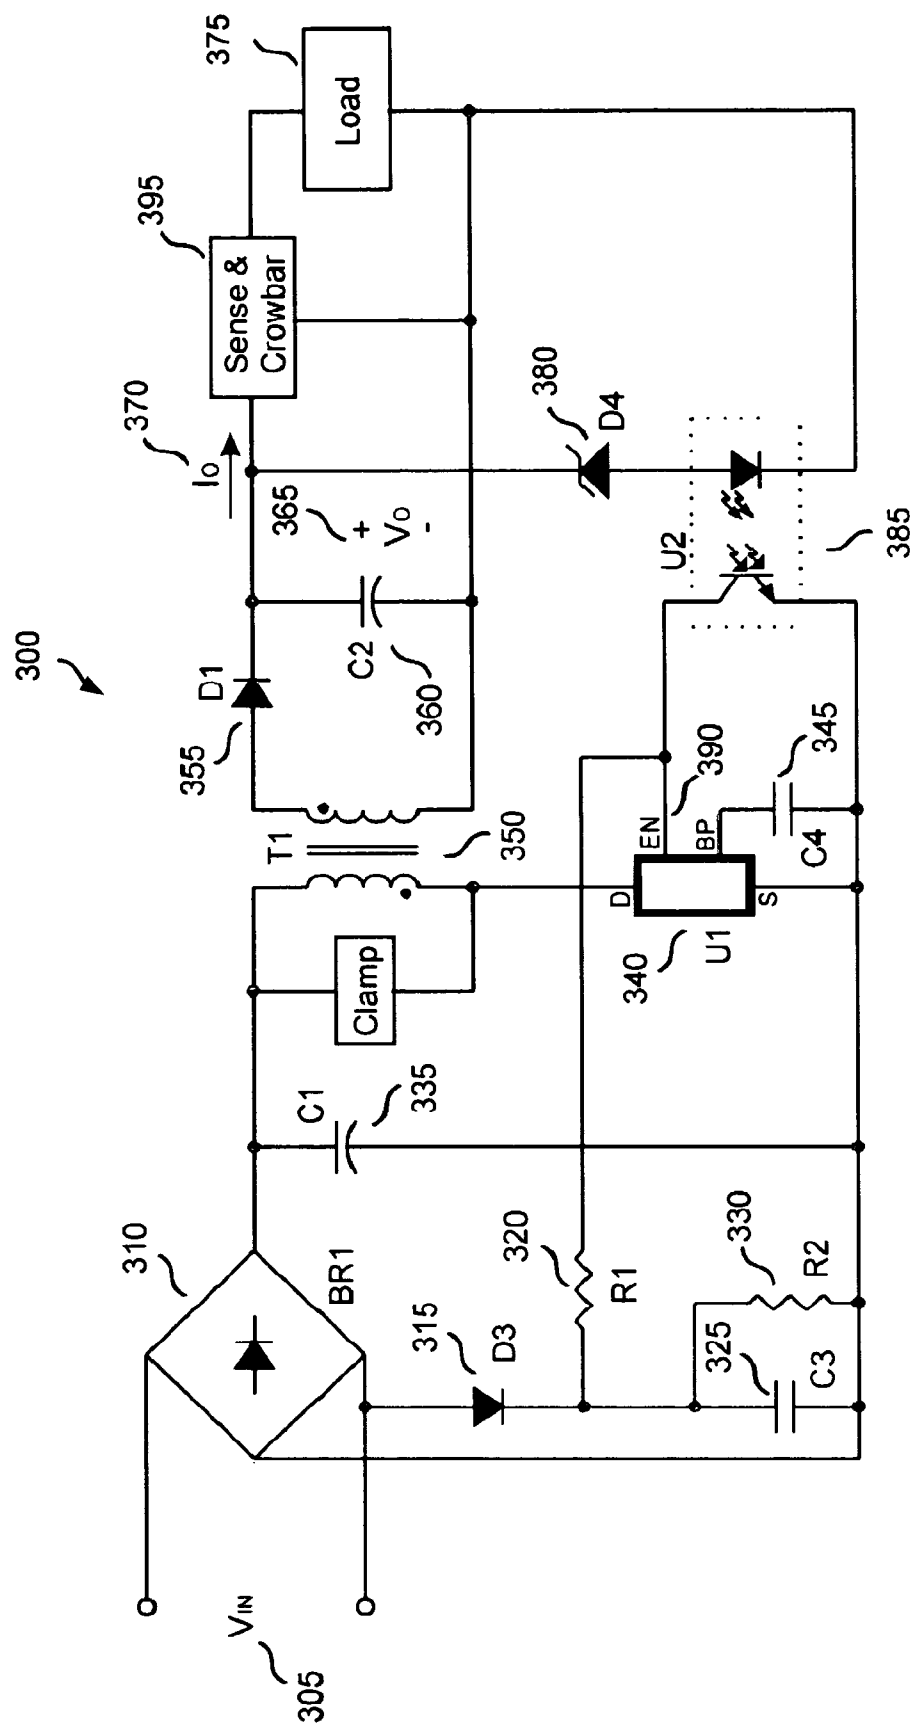 300
305
VIN
310
BR1
315
D3
320
R1
325
C3
330
R2
C1
335
Clamp
T1
350
340
U1
D
S
EN
BP
390
C4
345
355
D1
C2
360
365
+
Vo
-
370
Io
395
Sense &
Crowbar
375
Load
380
D4
U2
385